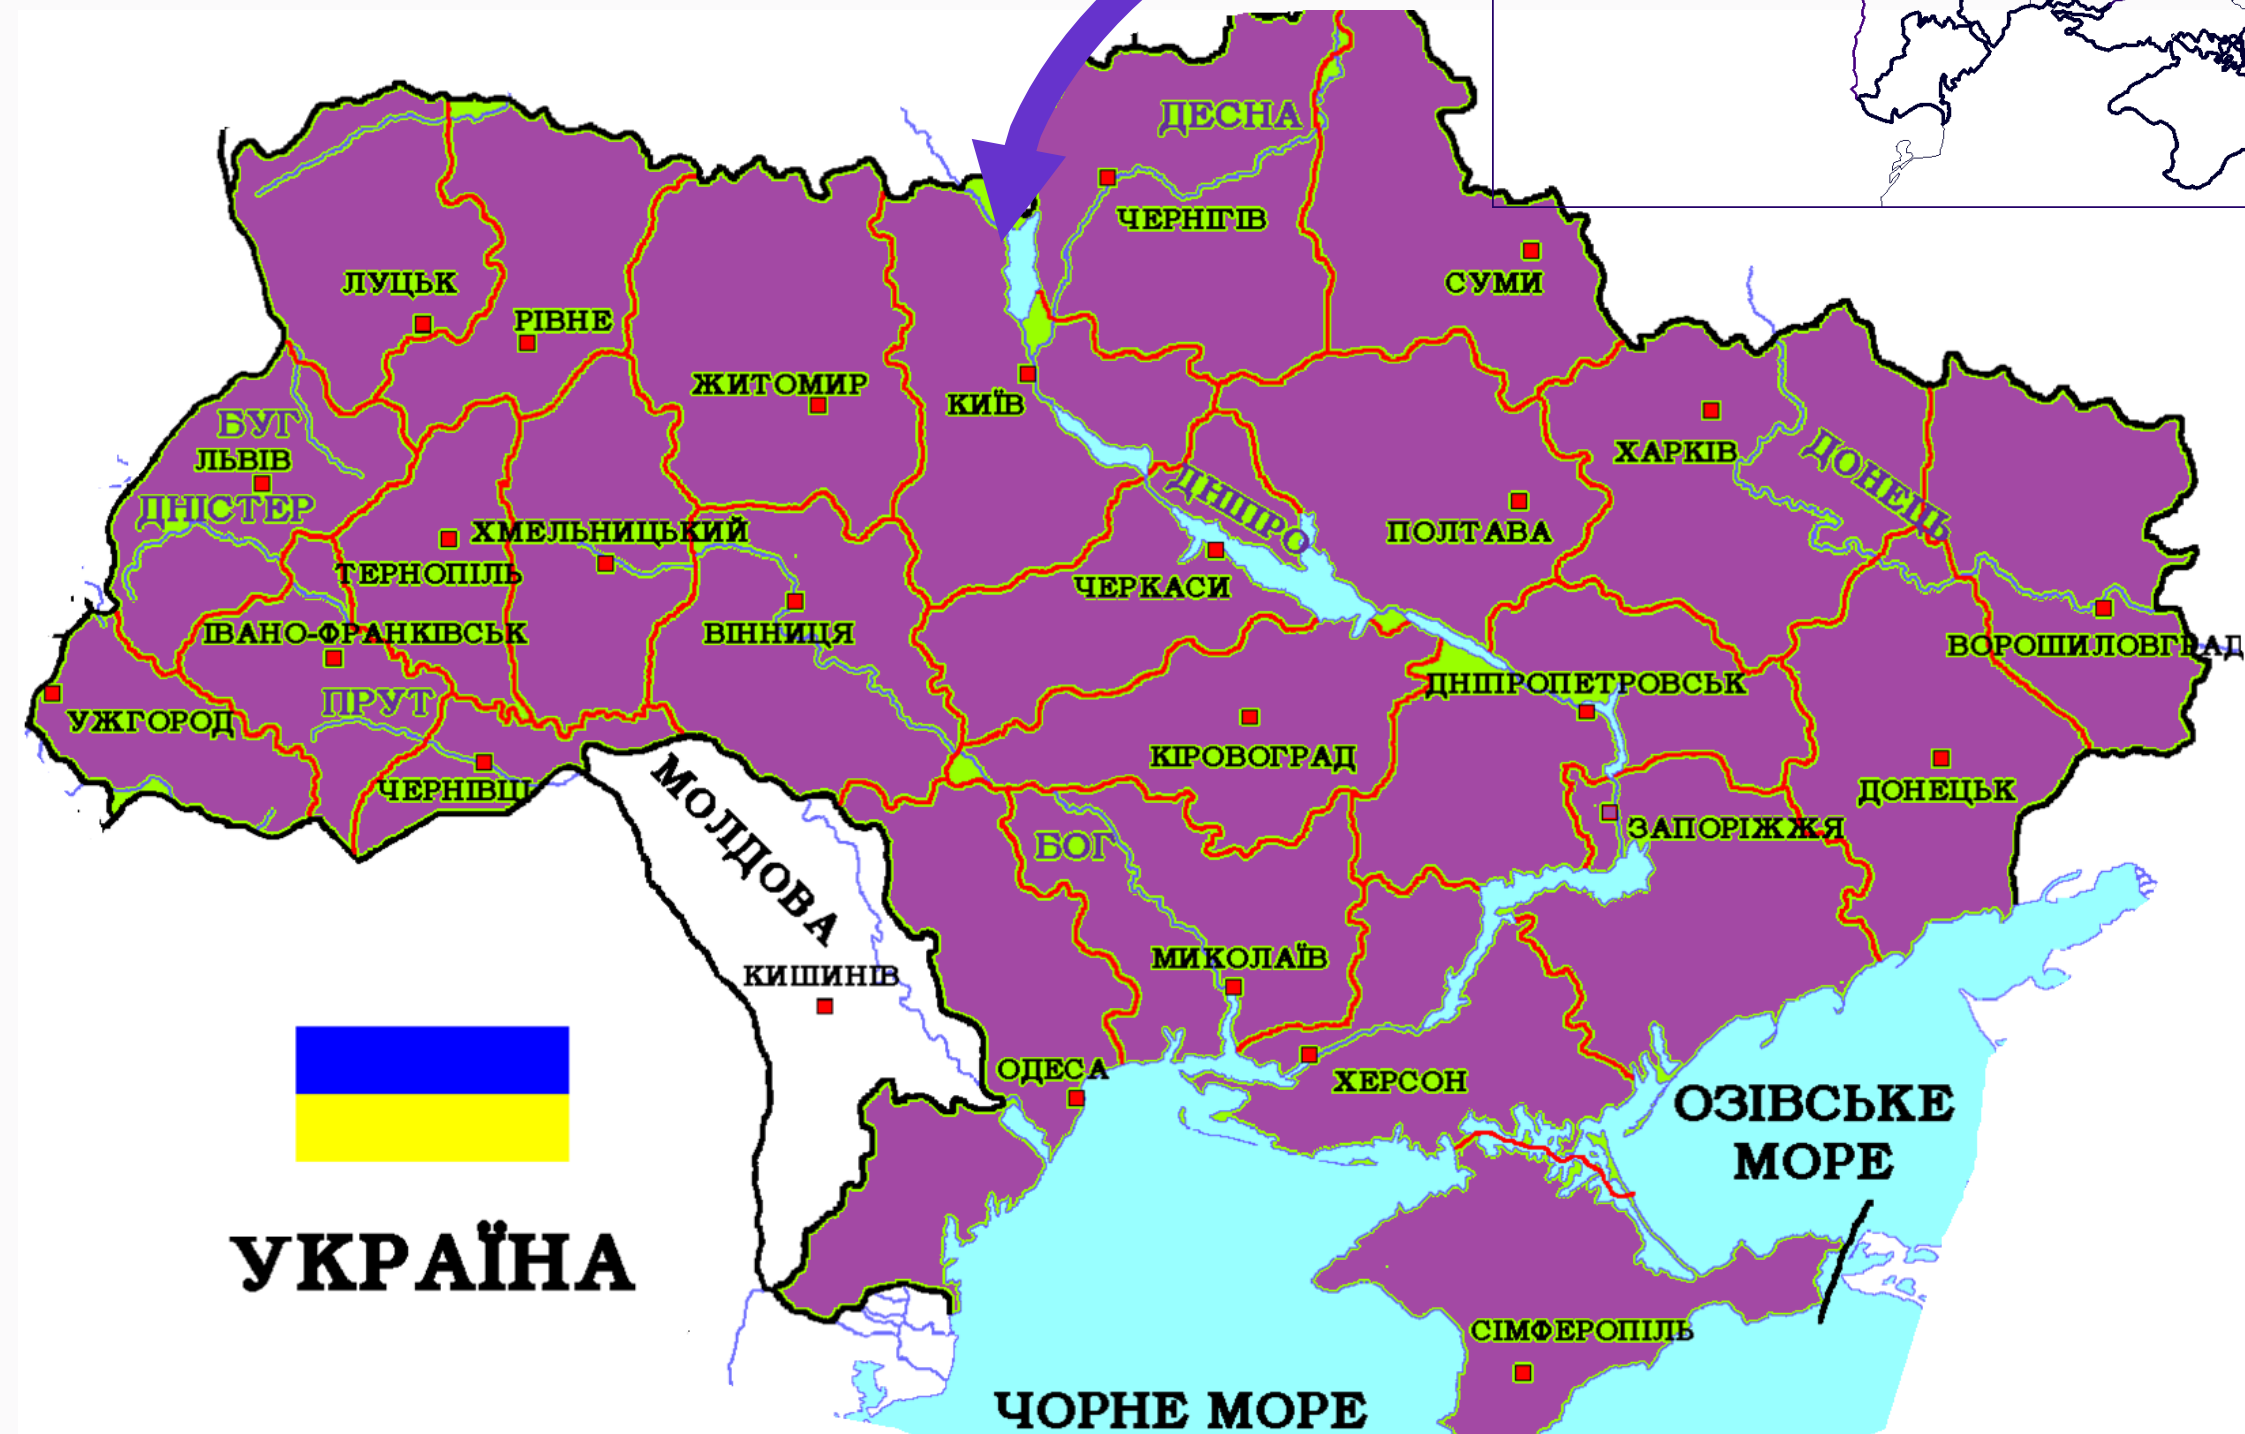 ДЕСНА
ЧЕРНІГІВ
СУМИ
ЛУЦЬК
РІВНЕ
ЖИТОМИР
КИЇВ
БУГ
ЛЬВІВ
ДНІСТЕР
ХАРКІВ
ДОНЕЦЬ
ДНІПРО
ПОЛТАВА
ХМЕЛЬНИЦЬКИЙ
ТЕРНОПІЛЬ
ЧЕРКАСИ
ІВАНО-ФРАНКІВСЬК
ВІННИЦЯ
ВОРОШИЛОВГРАД
ДНІПРОПЕТРОВСЬК
ПРУТ
УЖГОРОД
КІРОВОГРАД
ЧЕРНІВЦІ
ДОНЕЦЬК
МОЛДОВА
ЗАПОРІЖЖЯ
БОГ
МИКОЛАЇВ
КИШИНІВ
ОДЕСА
ХЕРСОН
ОЗІВСЬКЕ
МОРЕ
УКРАЇНА
СІМФЕРОПІЛЬ
ЧОРНЕ МОРЕ